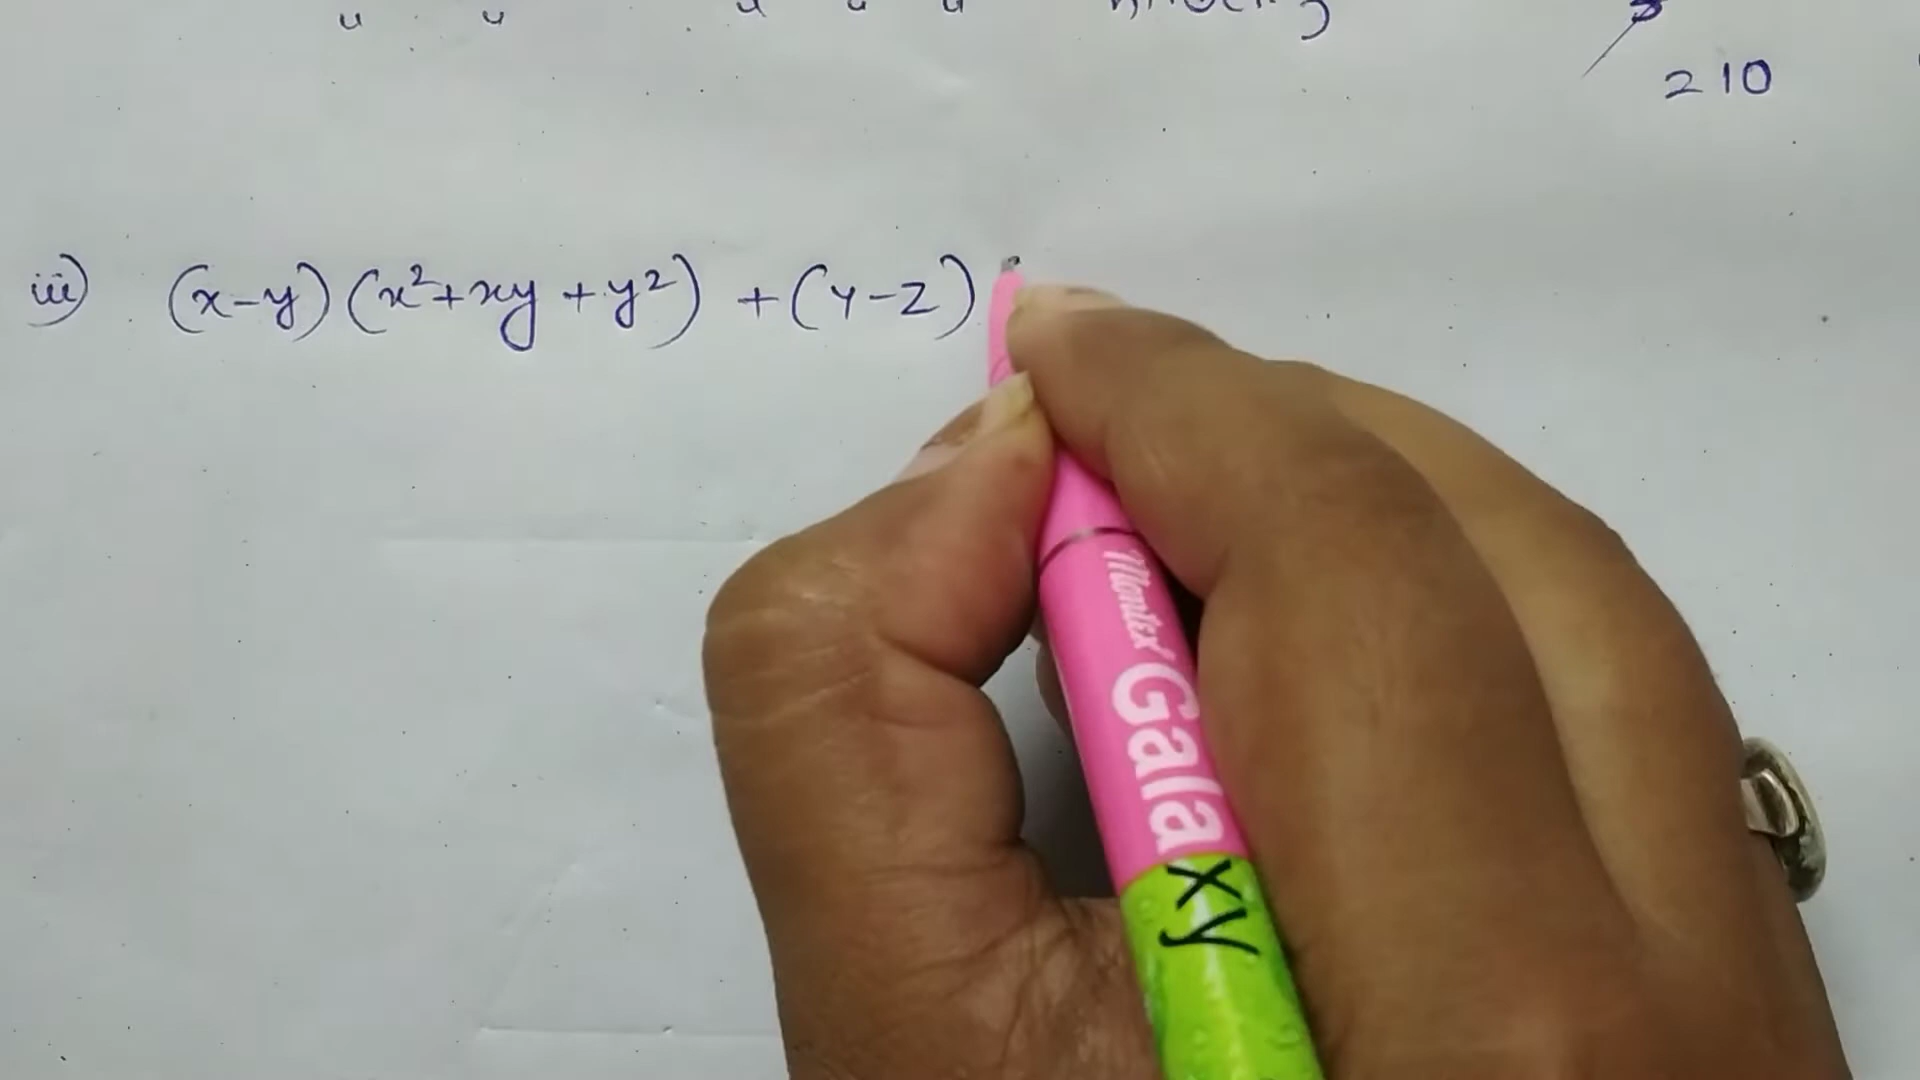 210
iii) (x-y) (x²+xy+y²) + (y-z)
Montex Galaxy